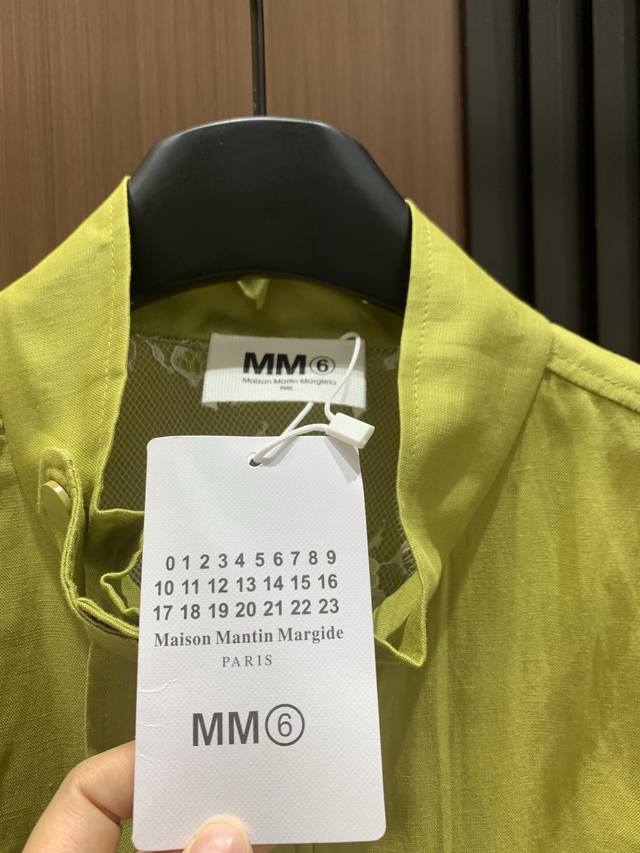 MM⑥
Maison Martin Margiela
PARIS
0 1 2 3 4 5 6 7 8 9
10 11 12 13 14 15 16
17 18 19 20 21 22 23
Maison Mantin Margide
PARIS
MM⑥